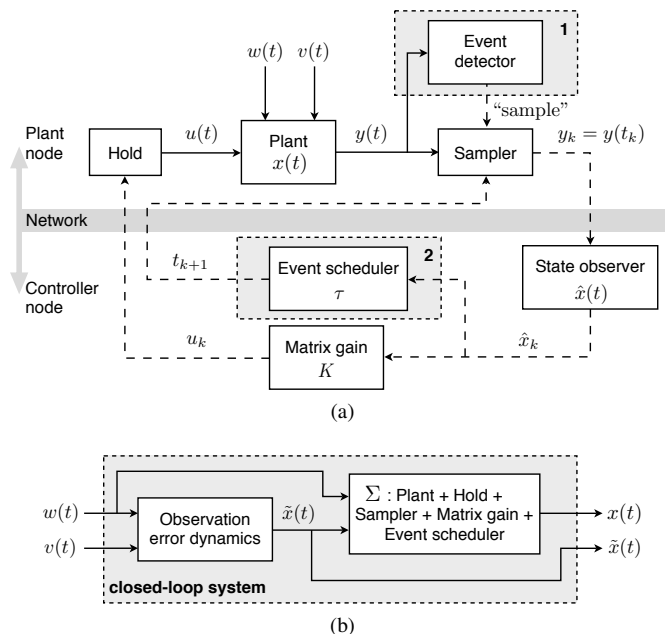 1
Event
detector
w(t) v(t)
"sample"
Plant
node
Hold
u(t)
Plant
x(t)
y(t)
Sampler
y_k = y(t_k)
Network
Controller
node
t_{k+1}
2
Event scheduler
τ
State observer
x̂(t)
u_k
Matrix gain
K
x̂_k
(a)
w(t)
v(t)
Observation
error dynamics
x̃(t)
Σ : Plant + Hold +
Sampler + Matrix gain +
Event scheduler
x(t)
x̃(t)
closed-loop system
(b)